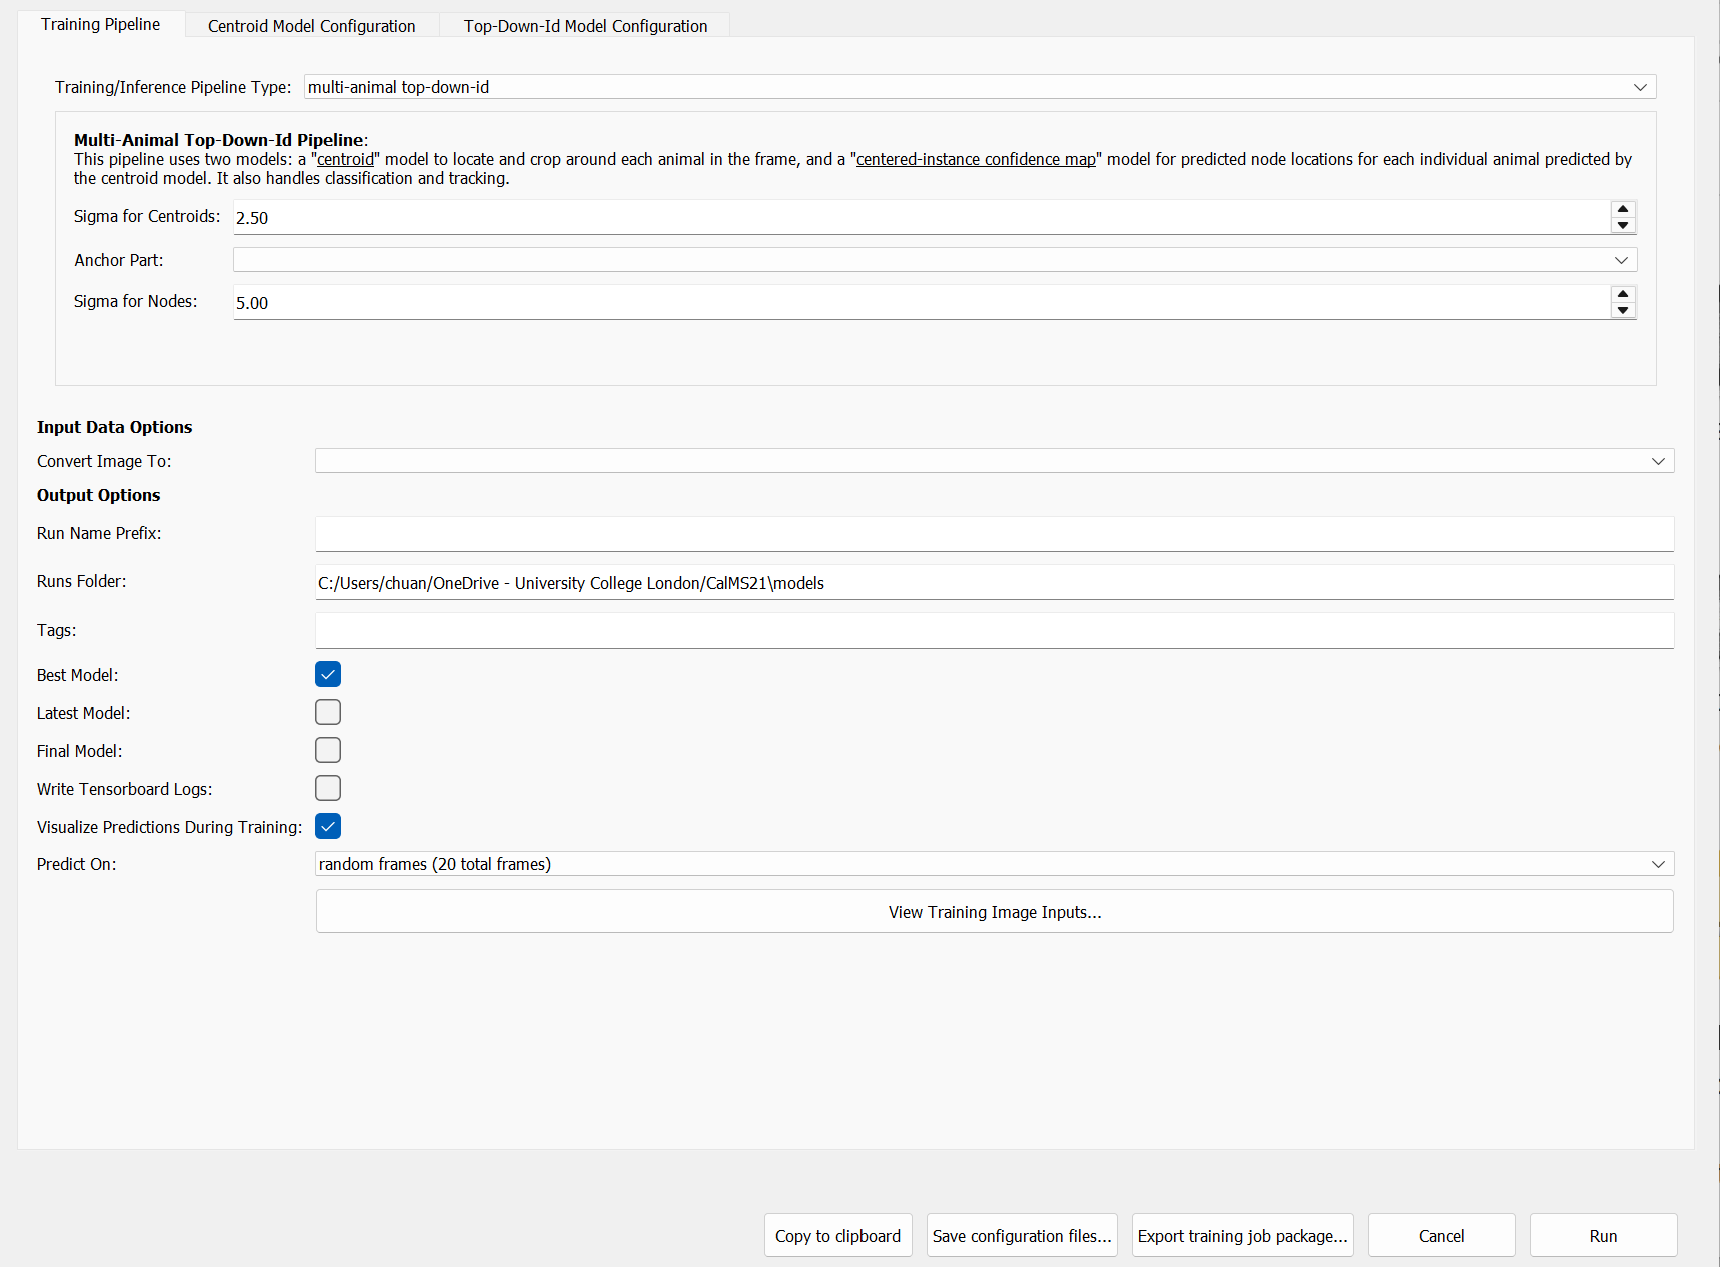 Training Pipeline
Centroid Model Configuration
Top-Down-Id Model Configuration
Training/Inference Pipeline Type: multi-animal top-down-id
Multi-Animal Top-Down-Id Pipeline:
This pipeline uses two models: a "centroid" model to locate and crop around each animal in the frame, and a "centered-instance confidence map" model for predicted node locations for each individual animal predicted by
the centroid model. It also handles classification and tracking.
Sigma for Centroids: 2.50
Anchor Part:
Sigma for Nodes: 5.00
Input Data Options
Convert Image To:
Output Options
Run Name Prefix:
Runs Folder: C:/Users/chuan/OneDrive - University College London/CalMS21\models
Tags:
Best Model:
Latest Model:
Final Model:
Write Tensorboard Logs:
Visualize Predictions During Training:
Predict On: random frames (20 total frames)
View Training Image Inputs...
Copy to clipboard
Save configuration files...
Export training job package...
Cancel
Run